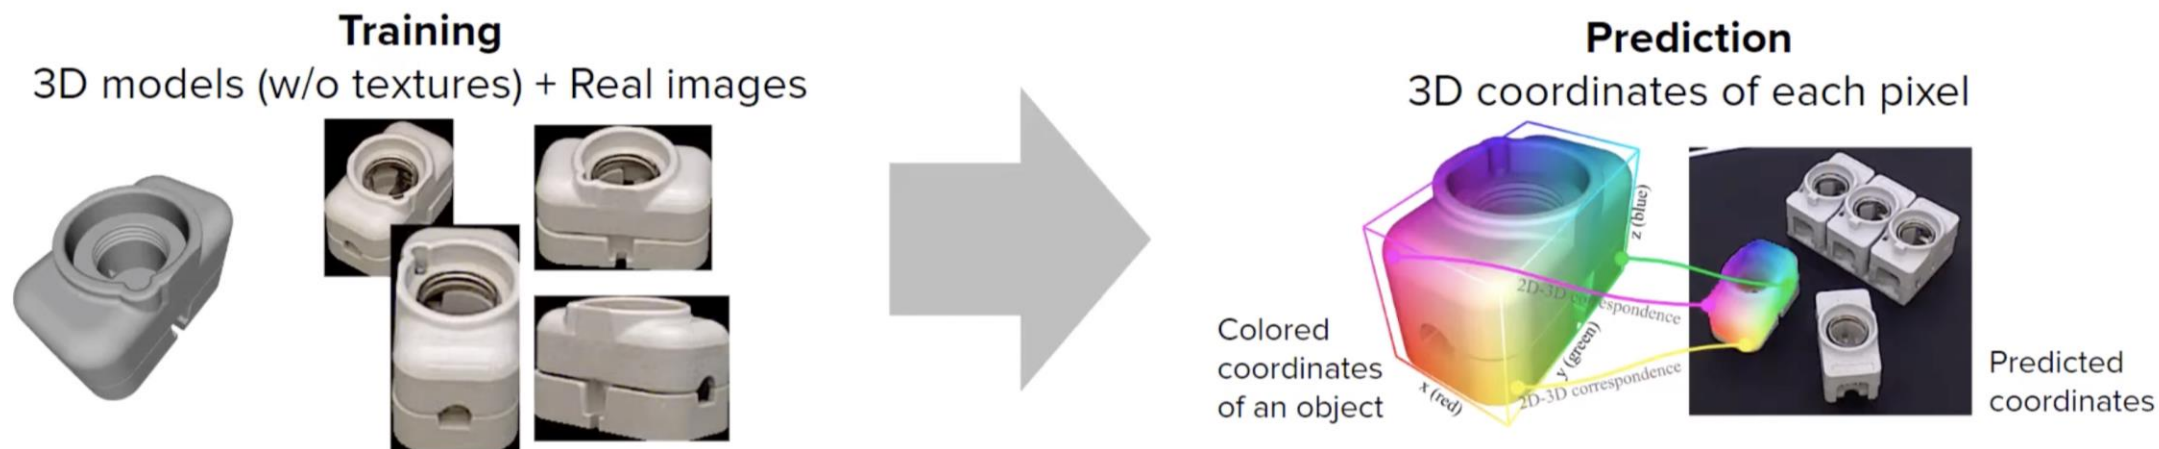 Training
3D models (w/o textures) + Real images
Prediction
3D coordinates of each pixel
z (blue)
2D-3D correspondence
y (green)
x (red)
2D-3D correspondence
Colored
coordinates
of an object
Predicted
coordinates